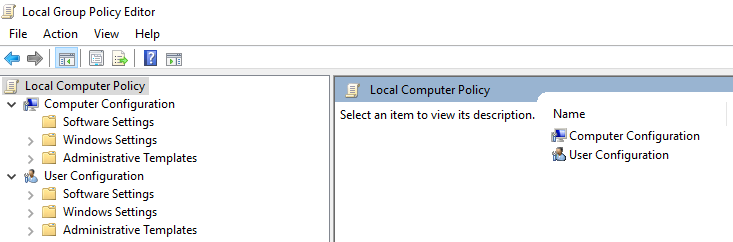 Local Group Policy Editor
File Action View Help
Local Computer Policy
Computer Configuration
Software Settings
Windows Settings
Administrative Templates
User Configuration
Software Settings
Windows Settings
Administrative Templates
Local Computer Policy
Select an item to view its description.
Name
Computer Configuration
User Configuration